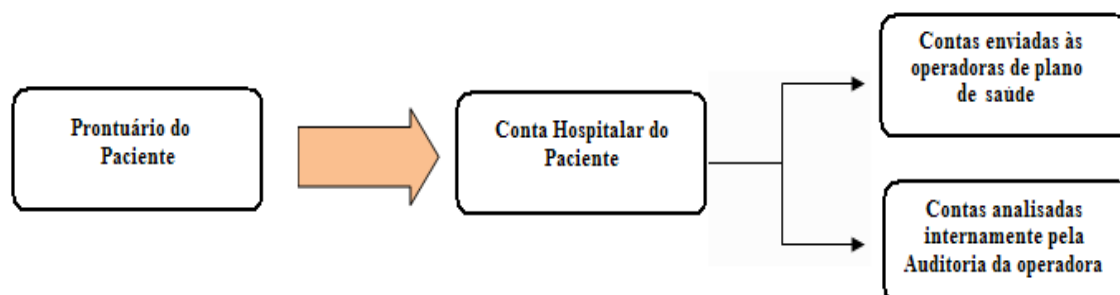 Prontuário do
Paciente
Conta Hospitalar do
Paciente
Contas enviadas às
operadoras de plano
de saúde
Contas analisadas
internamente pela
Auditoria da operadora